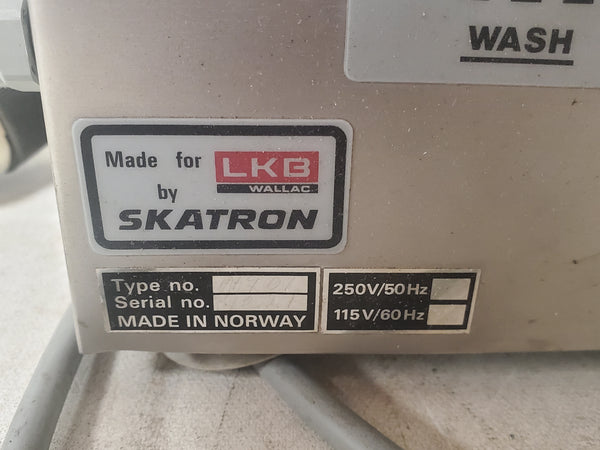 WASH
Made for LKB
WALLAC
by
SKATRON
Type no.
Serial no.
MADE IN NORWAY
250V/50Hz
115V/60Hz